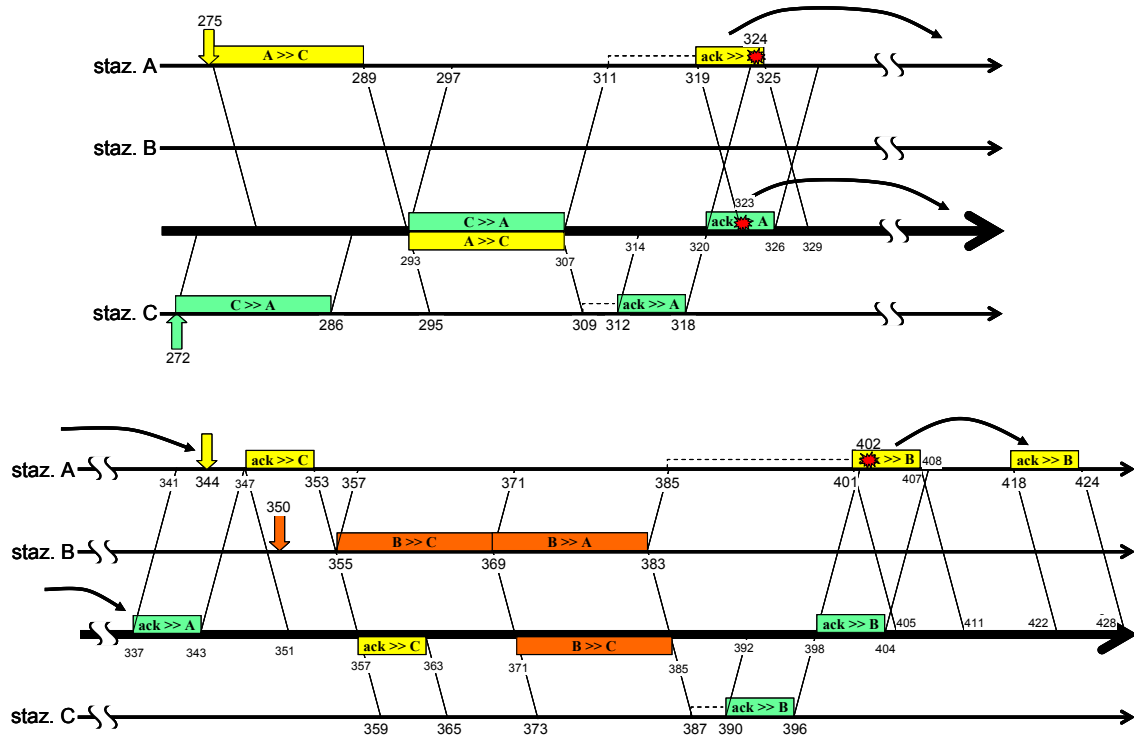 275
324
A >> C
ack >>
staz. A
289
297
311
319
325
staz. B
323
C >> A
ack
A
A >> C
293
307
314
320
326
329
C >> A
ack >> A
staz. C
286
295
309
312
318
272
402
ack >> C
>> B
408
ack >> B
staz. A
341
344
347
353
357
371
385
401
407
418
424
350
B >> C
B >> A
staz. B
355
369
383
ack >> A
ack >> B
405
411
422
428
337
343
351
ack >> C
B >> C
357
363
371
385
392
398
404
ack >> B
staz. C
359
365
373
387
390
396